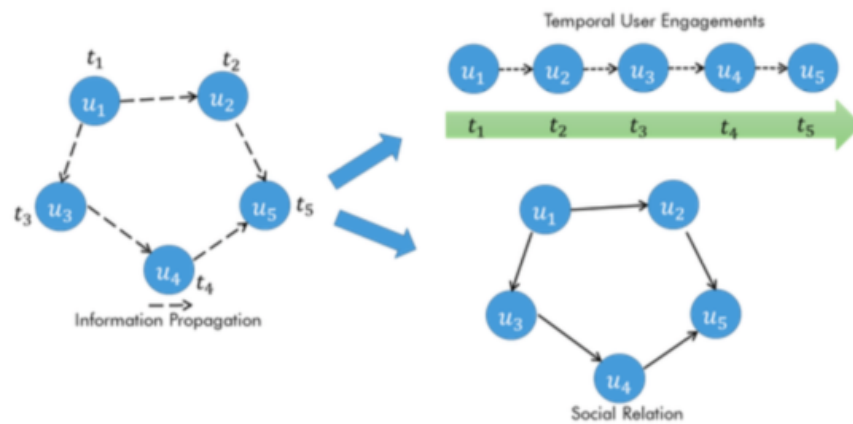 Temporal User Engagements
t₁ t₂
u₁ u₂
t₃ u₃ u₅ t₅
u₄ t₄
Information Propagation
u₁ u₂ u₃ u₄ u₅
t₁ t₂ t₃ t₄ t₅
u₁ u₂
u₃ u₅
u₄
Social Relation